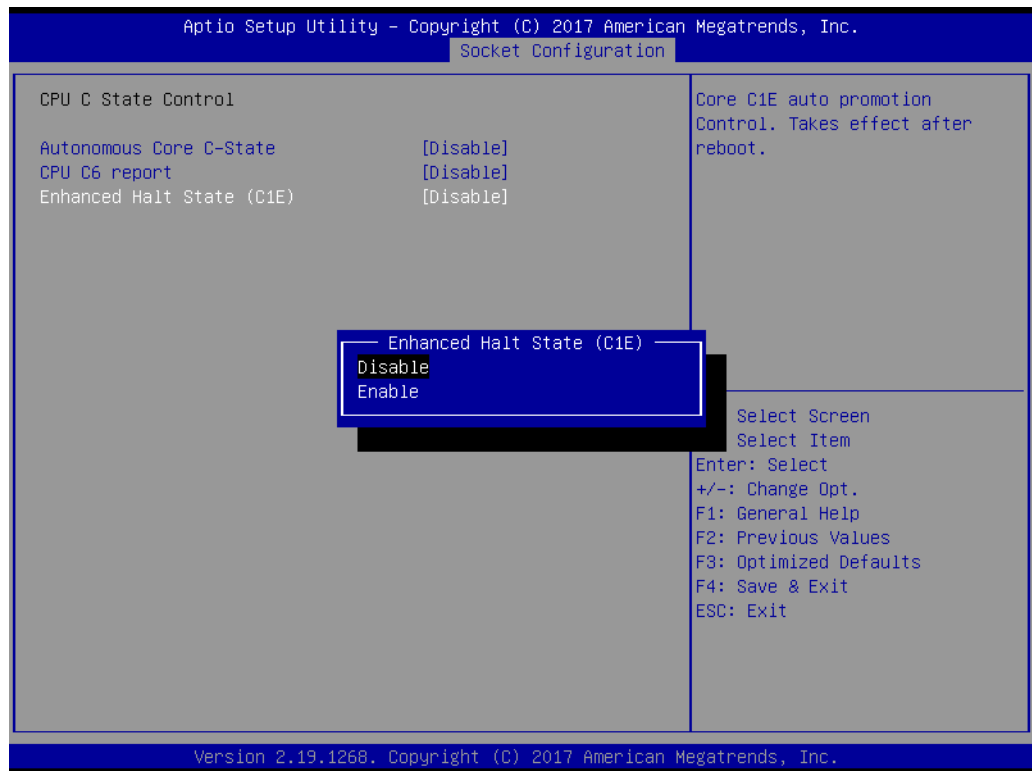 Aptio Setup Utility – Copyright (C) 2017 American Megatrends, Inc.
Socket Configuration
CPU C State Control
Autonomous Core C-State [Disable]
CPU C6 report [Disable]
Enhanced Halt State (C1E) [Disable]
Core C1E auto promotion
Control. Takes effect after
reboot.
Enhanced Halt State (C1E)
Disable
Enable
Select Screen
Select Item
Enter: Select
+/-: Change Opt.
F1: General Help
F2: Previous Values
F3: Optimized Defaults
F4: Save & Exit
ESC: Exit
Version 2.19.1268. Copyright (C) 2017 American Megatrends, Inc.